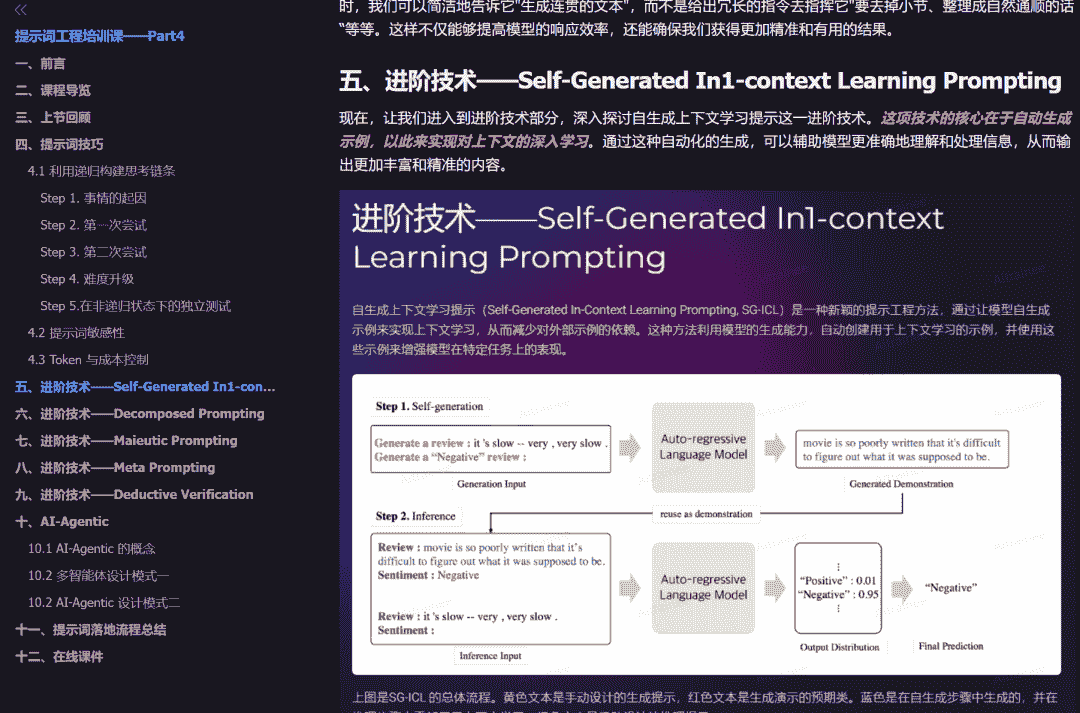 提示词工程培训课——Part4
一、前言
二、课程导览
三、上节回顾
四、提示词技巧
4.1 利用递归构建思考链条
Step 1. 事情的起因
Step 2. 第一次尝试
Step 3. 第二次尝试
Step 4. 难度升级
Step 5.在非递归状态下的独立测试
4.2 提示词敏感性
4.3 Token 与成本控制
五、进阶技术——Self-Generated In1-con...
六、进阶技术——Decomposed Prompting
七、进阶技术——Maieutic Prompting
八、进阶技术——Meta Prompting
九、进阶技术——Deductive Verification
十、AI-Agentic
10.1 AI-Agentic 的概念
10.2 多智能体设计模式一
10.2 AI-Agentic 设计模式二
十一、提示词落地流程总结
十二、在线课件
时，我们可以简洁地告诉它"生成连贯的文本"，而不是给出冗长的指令去指挥它"要去掉小节、整理成自然通顺的话
"等等。这样不仅能够提高模型的响应效率，还能确保我们获得更加精准和有用的结果。
五、进阶技术——Self-Generated In1-context Learning Prompting
现在，让我们进入到进阶技术部分，深入探讨自生成上下文学习提示这一进阶技术。这项技术的核心在于自动生成
示例，以此来实现对上下文的深入学习。通过这种自动化的生成，可以辅助模型更准确地理解和处理信息，从而输
出更加丰富和精准的内容。
进阶技术——Self-Generated In1-context
Learning Prompting
自生成上下文学习提示（Self-Generated In-Context Learning Prompting, SG-ICL）是一种新颖的提示工程方法，通过让模型自生成
示例来实现上下文学习，从而减少对外部示例的依赖。这种方法利用模型的生成能力，自动创建用于上下文学习的示例，并使用这
些示例来增强模型在特定任务上的表现。
Step 1. Self-generation
Generate a review : it 's slow -- very , very slow .
Generate a “Negative” review :
Generation Input
Auto-regressive
Language Model
movie is so poorly written that it's difficult
to figure out what it was supposed to be.
Generated Demonstration
Step 2. Inference
reuse as demonstration
Review : movie is so poorly written that it's
difficult to figure out what it was supposed to be.
Sentiment : Negative
Review : it 's slow -- very , very slow .
Sentiment :
Inference Input
Auto-regressive
Language Model
⋮
“Positive” : 0.01
“Negative” : 0.95
⋮
Output Distribution
“Negative”
Final Prediction
上图是SG-ICL 的总体流程。黄色文本是手动设计的生成提示，红色文本是生成演示的预期类。蓝色是在自生成步骤中生成的，并在